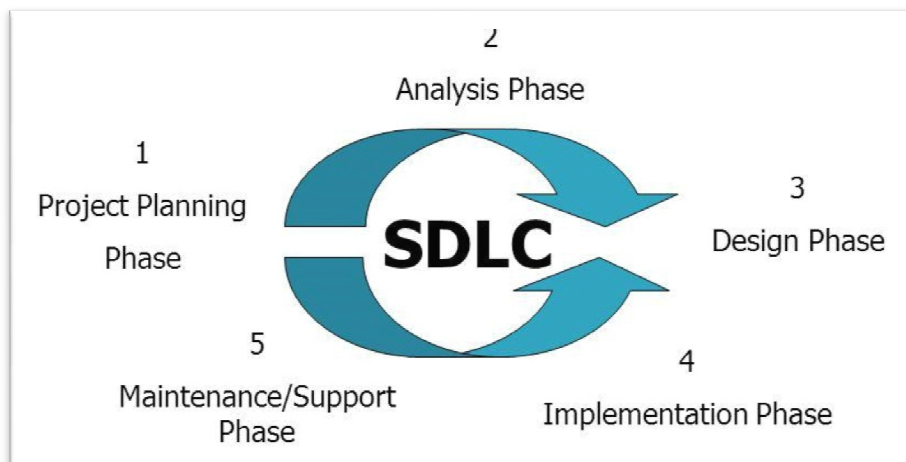 2
Analysis Phase
1
Project Planning
Phase
SDLC
3
Design Phase
5
Maintenance/Support
Phase
4
Implementation Phase